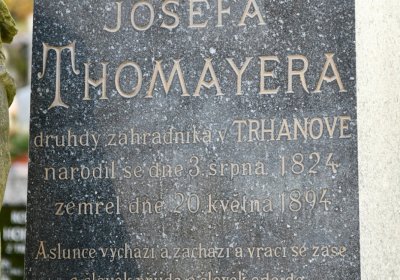 JOSEFA
THOMAYERA
druhdy zahradníka v TRHANOVĚ
narodil se dne 3. srpna 1824
zemřel dne 20. května 1894.
A slunce vychází a zachází a vrací se zase